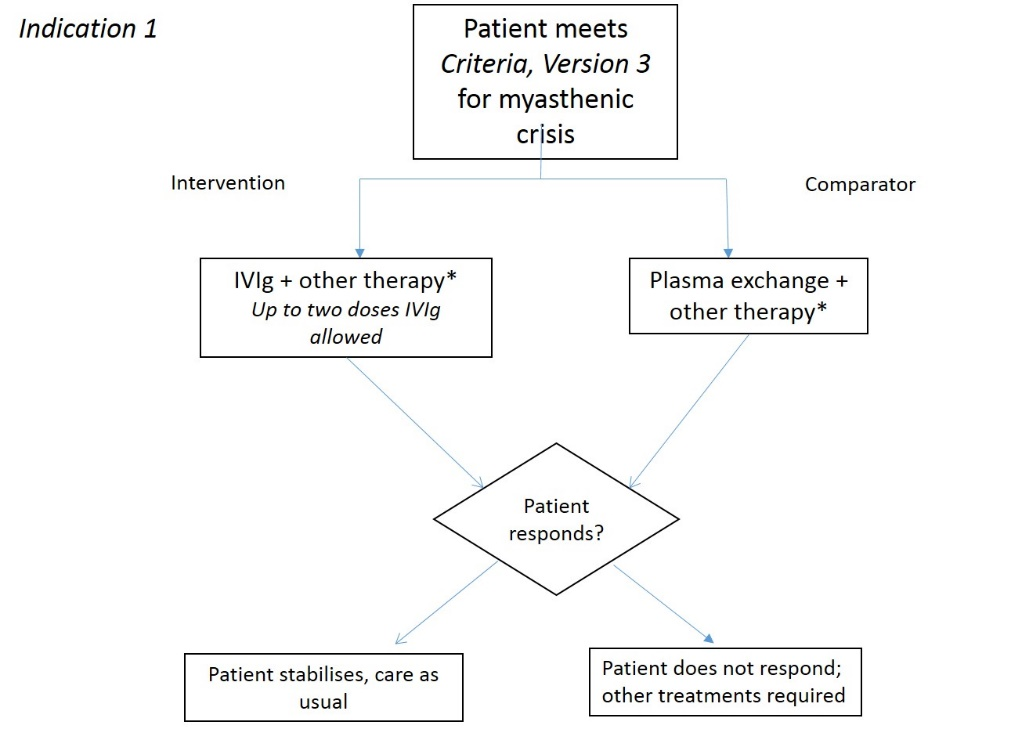 Indication 1
Patient meets
Criteria, Version 3
for myasthenic
crisis
Intervention
Comparator
IVIg + other therapy*
Up to two doses IVIg
allowed
Plasma exchange +
other therapy*
Patient
responds?
Patient stabilises, care as
usual
Patient does not respond;
other treatments required